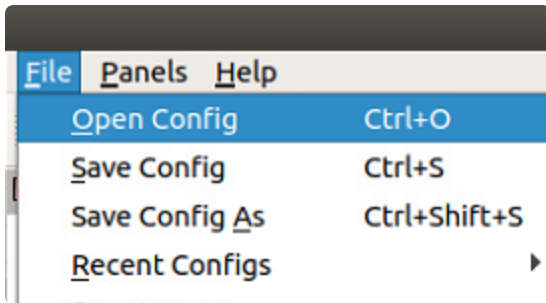 File Panels Help
Open Config Ctrl+O
Save Config Ctrl+S
Save Config As Ctrl+Shift+S
Recent Configs